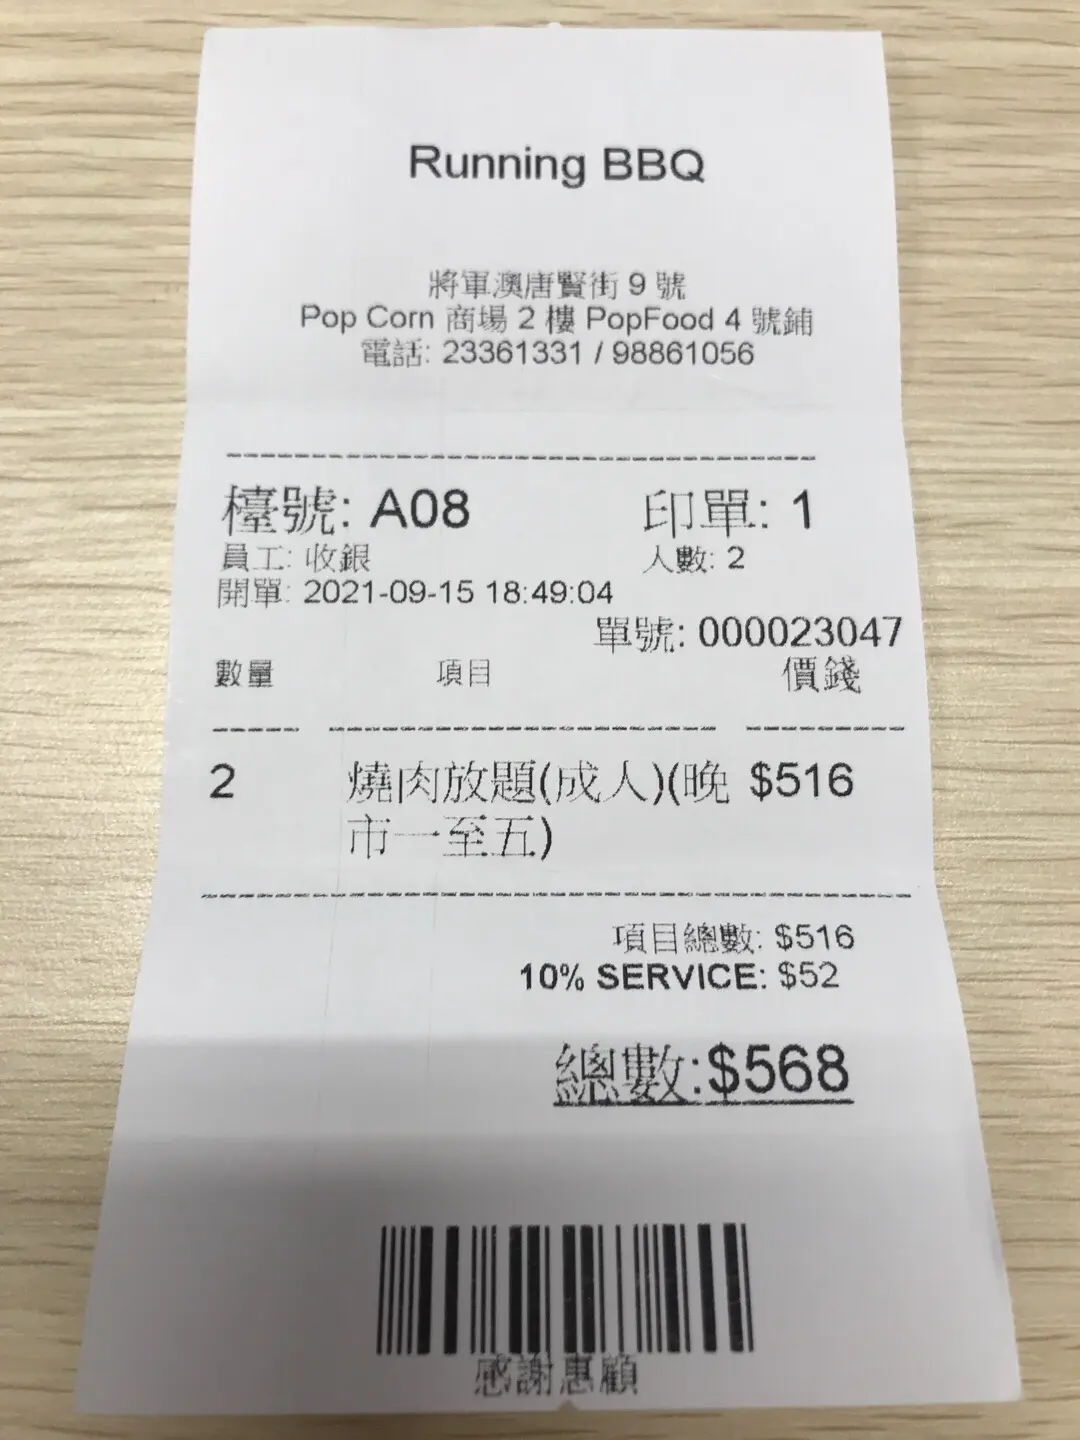 Running BBQ
將軍澳唐賢街 9 號
Pop Corn 商場 2 樓 PopFood 4 號鋪
電話: 23361331 / 98861056
檯號: A08 印單: 1
員工: 收銀 人數: 2
開單: 2021-09-15 18:49:04
單號: 000023047
數量 項目 價錢
2 燒肉放題(成人)(晚 $516
市一至五)
項目總數: $516
10% SERVICE: $52
總數:$568
感謝惠顧